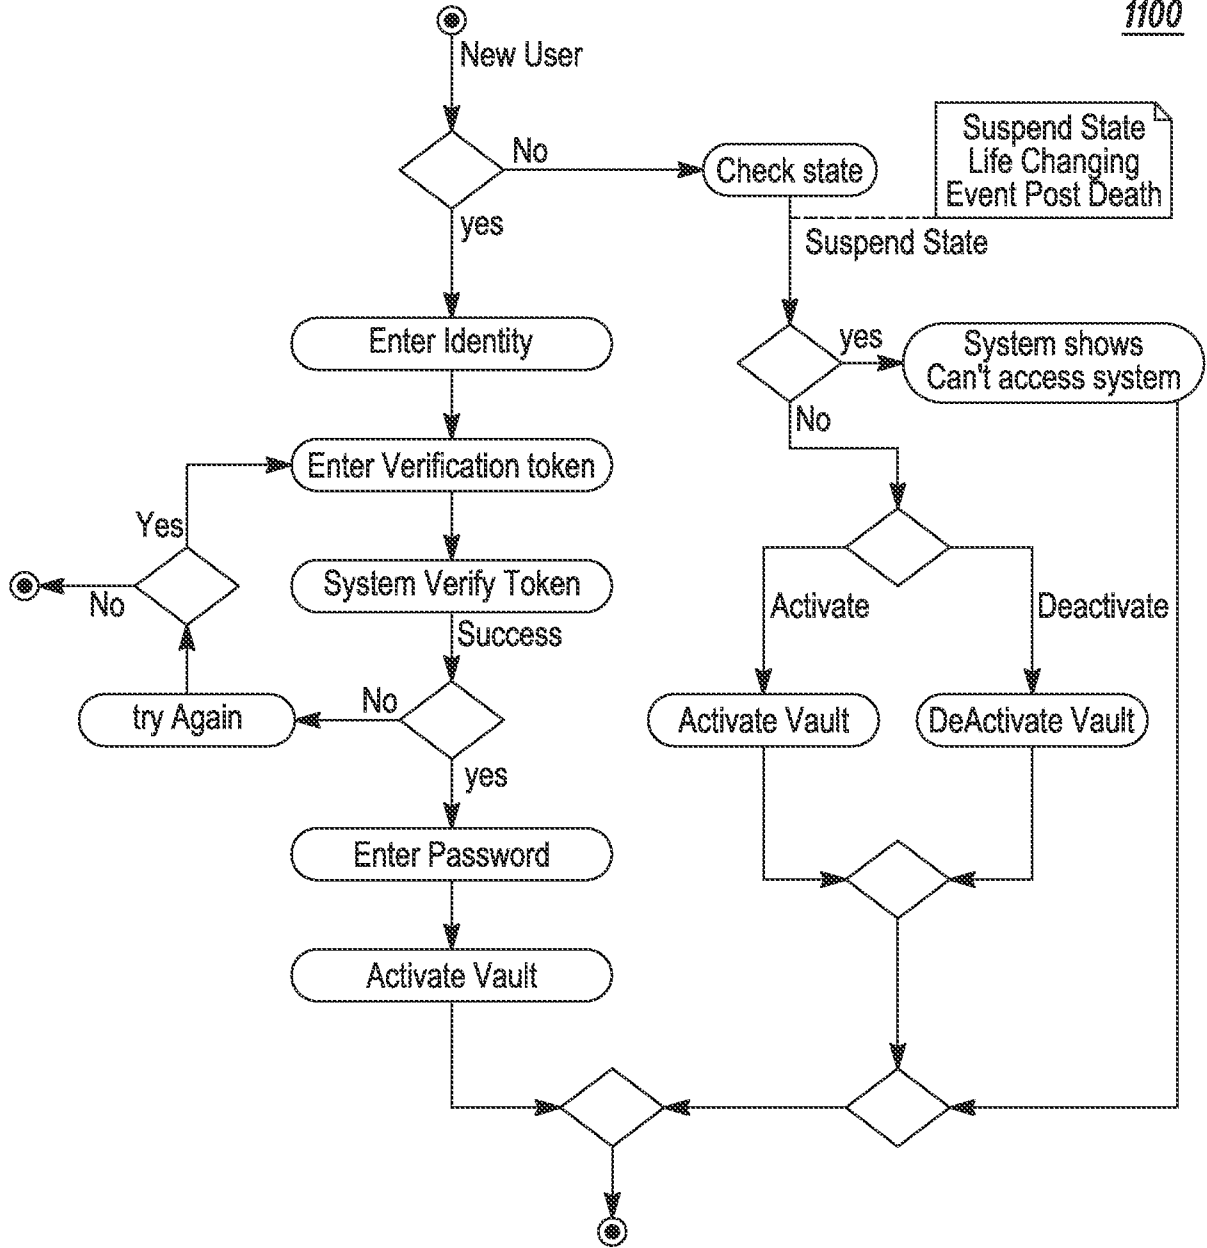 1100
New User
No
Check state
Suspend State
Life Changing
Event Post Death
yes
Suspend State
Enter Identity
yes
System shows
Can't access system
No
Enter Verification token
Yes
No
System Verify Token
Activate
Deactivate
Success
No
try Again
Activate Vault
DeActivate Vault
yes
Enter Password
Activate Vault